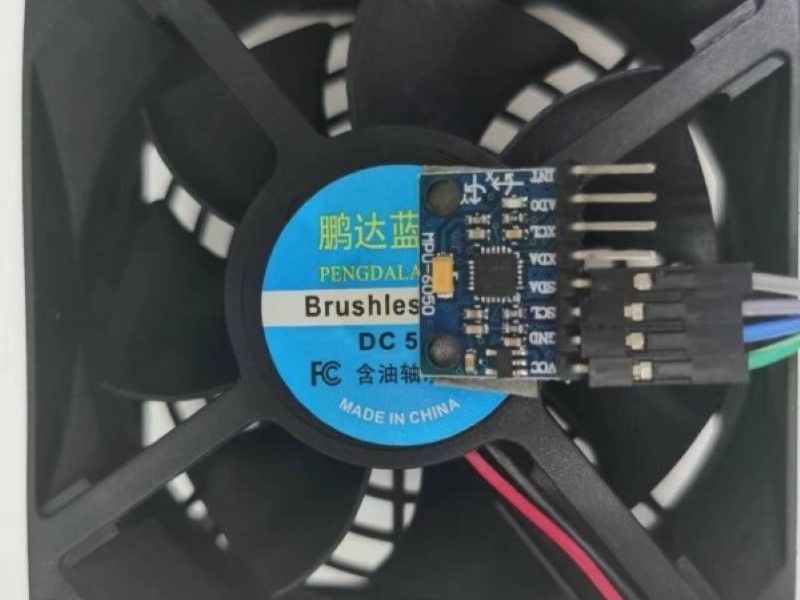 鹏达蓝
PENGDALA
Brushles
DC 5
FC 含油轴
MADE IN CHINA
MPU-6050
INT
AD0
XCL
XDA
SDA
SCL
GND
VCC